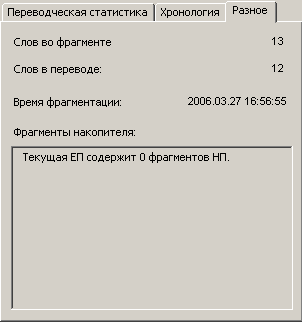 Переводческая статистика Хронология Разное
Слов во фрагменте 13
Слов в переводе: 12
Время фрагментации: 2006.03.27 16:56:55
Фрагменты накопителя:
Текущая ЕП содержит 0 фрагментов НП.